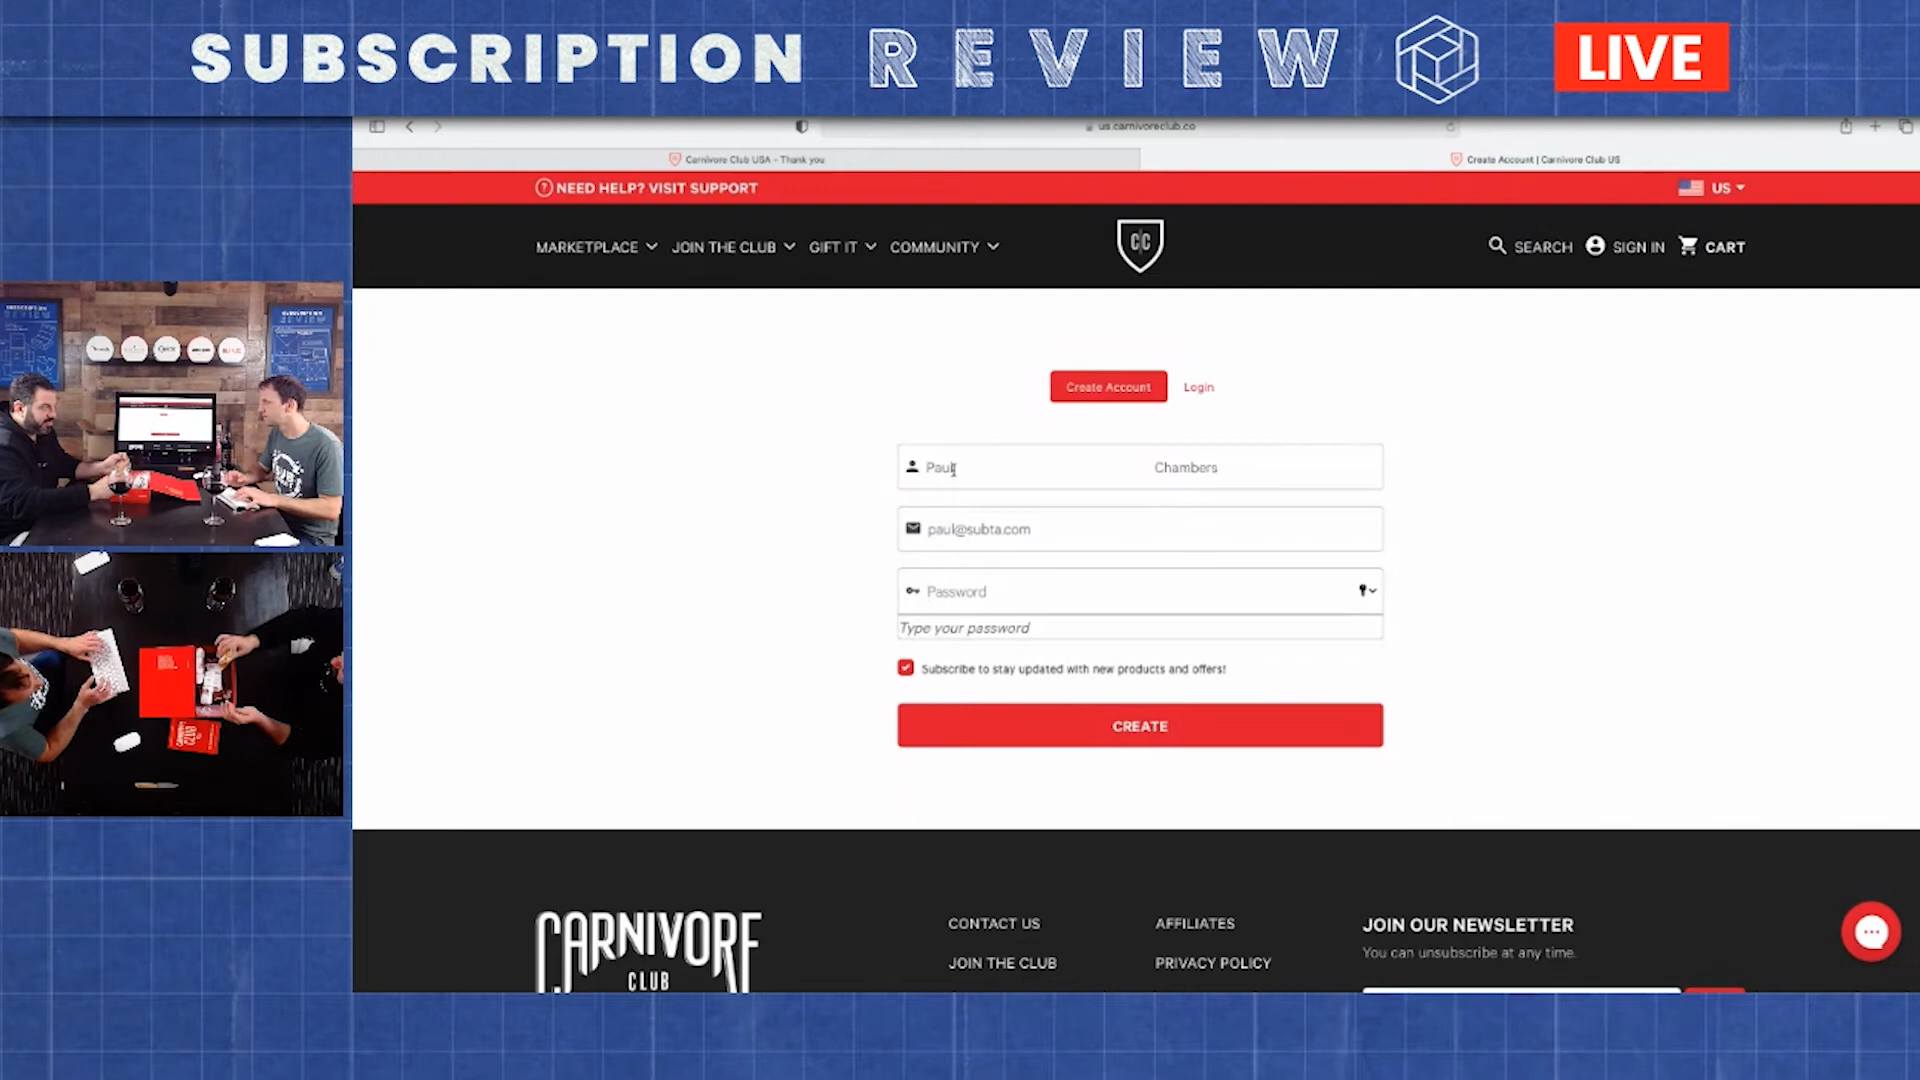 SUBSCRIPTION REVIEW LIVE
us.carnivoreclub.co
Carnivore Club USA - Thank you
Create Account | Carnivore Club US
NEED HELP? VISIT SUPPORT
US
MARKETPLACE JOIN THE CLUB GIFT IT COMMUNITY
CC
SEARCH SIGN IN CART
Create Account Login
Paul Chambers
paul@subta.com
Password
Type your password
Subscribe to stay updated with new products and offers!
CREATE
CARNIVORE
CLUB
CONTACT US
JOIN THE CLUB
AFFILIATES
PRIVACY POLICY
JOIN OUR NEWSLETTER
You can unsubscribe at any time.